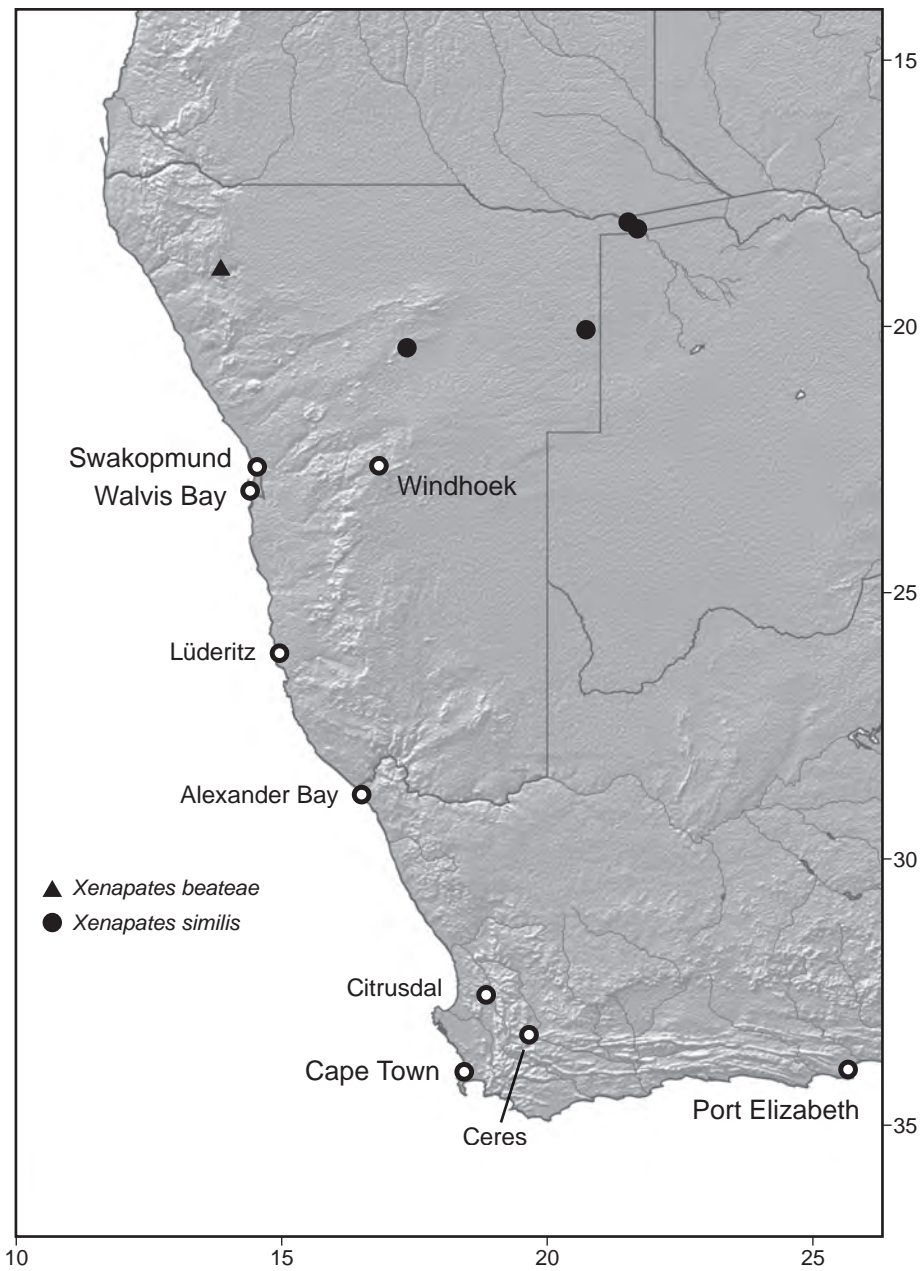 15
20
Swakopmund
Windhoek
Walvis Bay
25
Lüderitz
Alexander Bay
30
Xenapates beateae
Xenapates similis
Citrusdal
Cape Town
Port Elizabeth
Ceres
35
10 15 20 25